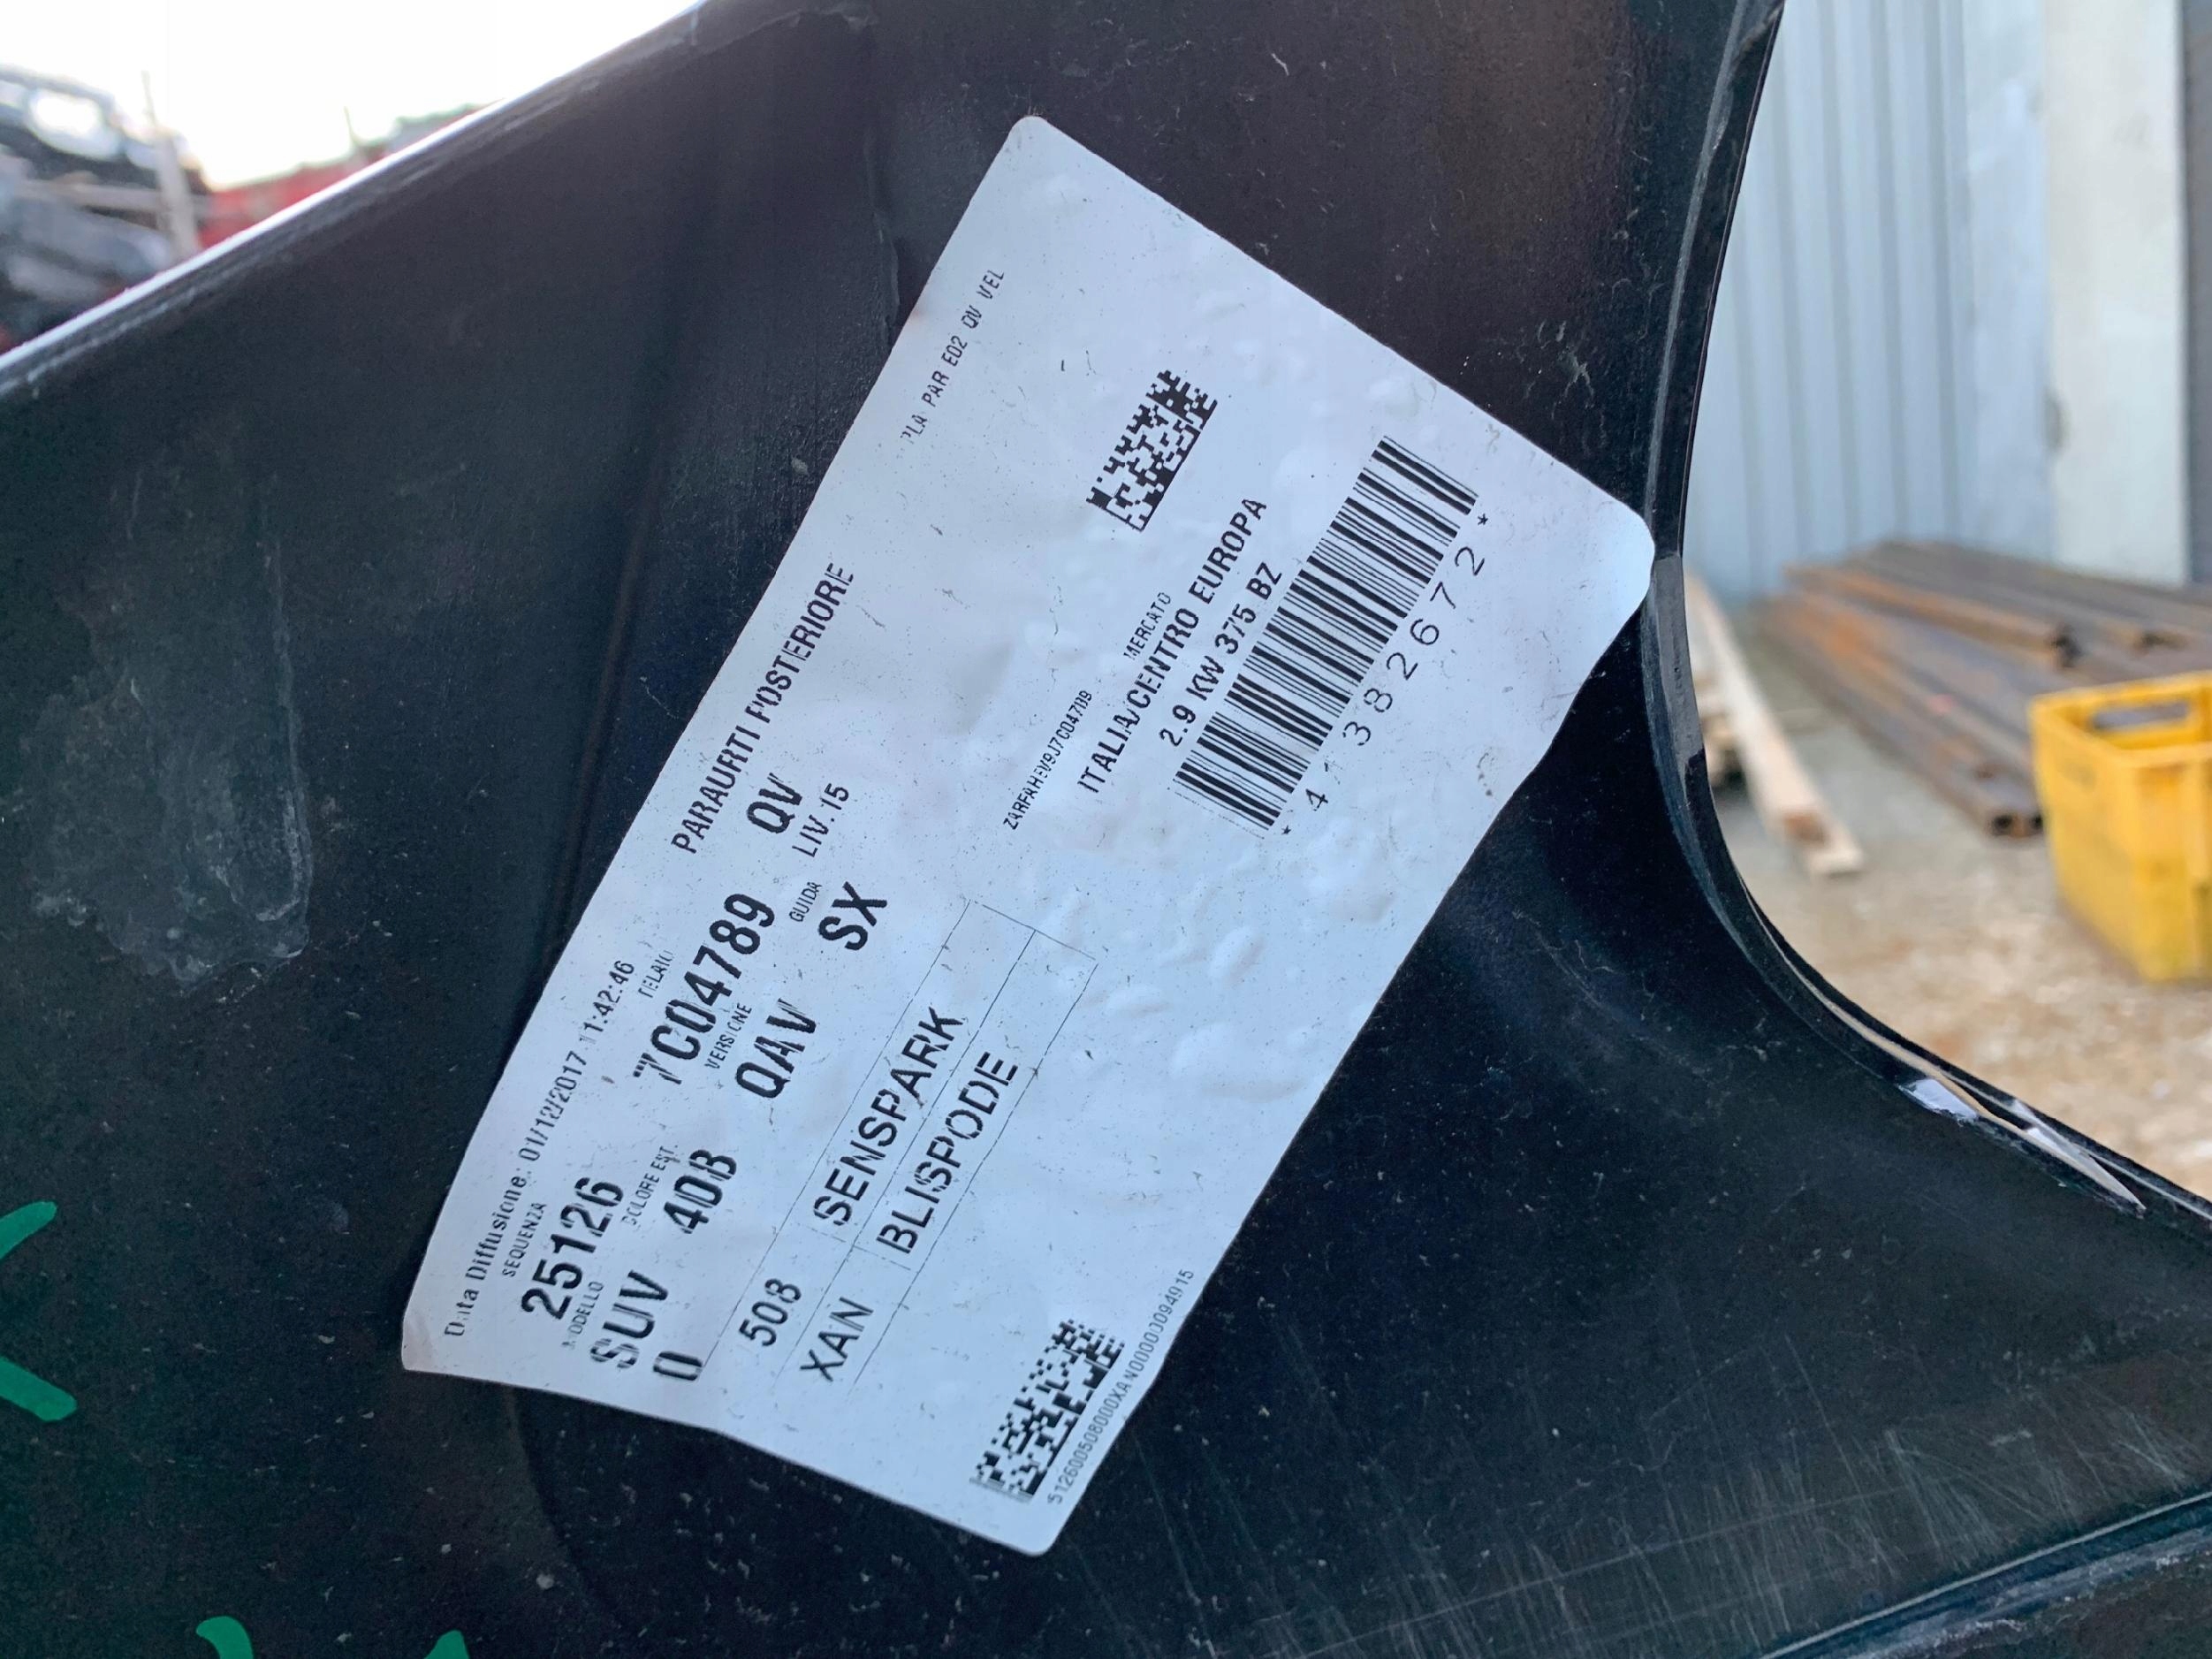 Data Diffusione: 01/12/2017 11:42:46
PARAURTI POSTERIORE
PLA PAR E02 QV VEL
SEQUENZA
TELAIO
25126
7C04789
QV
MODELLO
COLORE EST.
VERSIONE
GUIDA
LIV.15
SUV
408
QAV
SX
0
508
SENSPARK
XAN
BLISPODE
ZARFAHEV9J7C04789
MERCATO
ITALIA/CENTRO EUROPA
2.9 KW 375 BZ
*4382672*